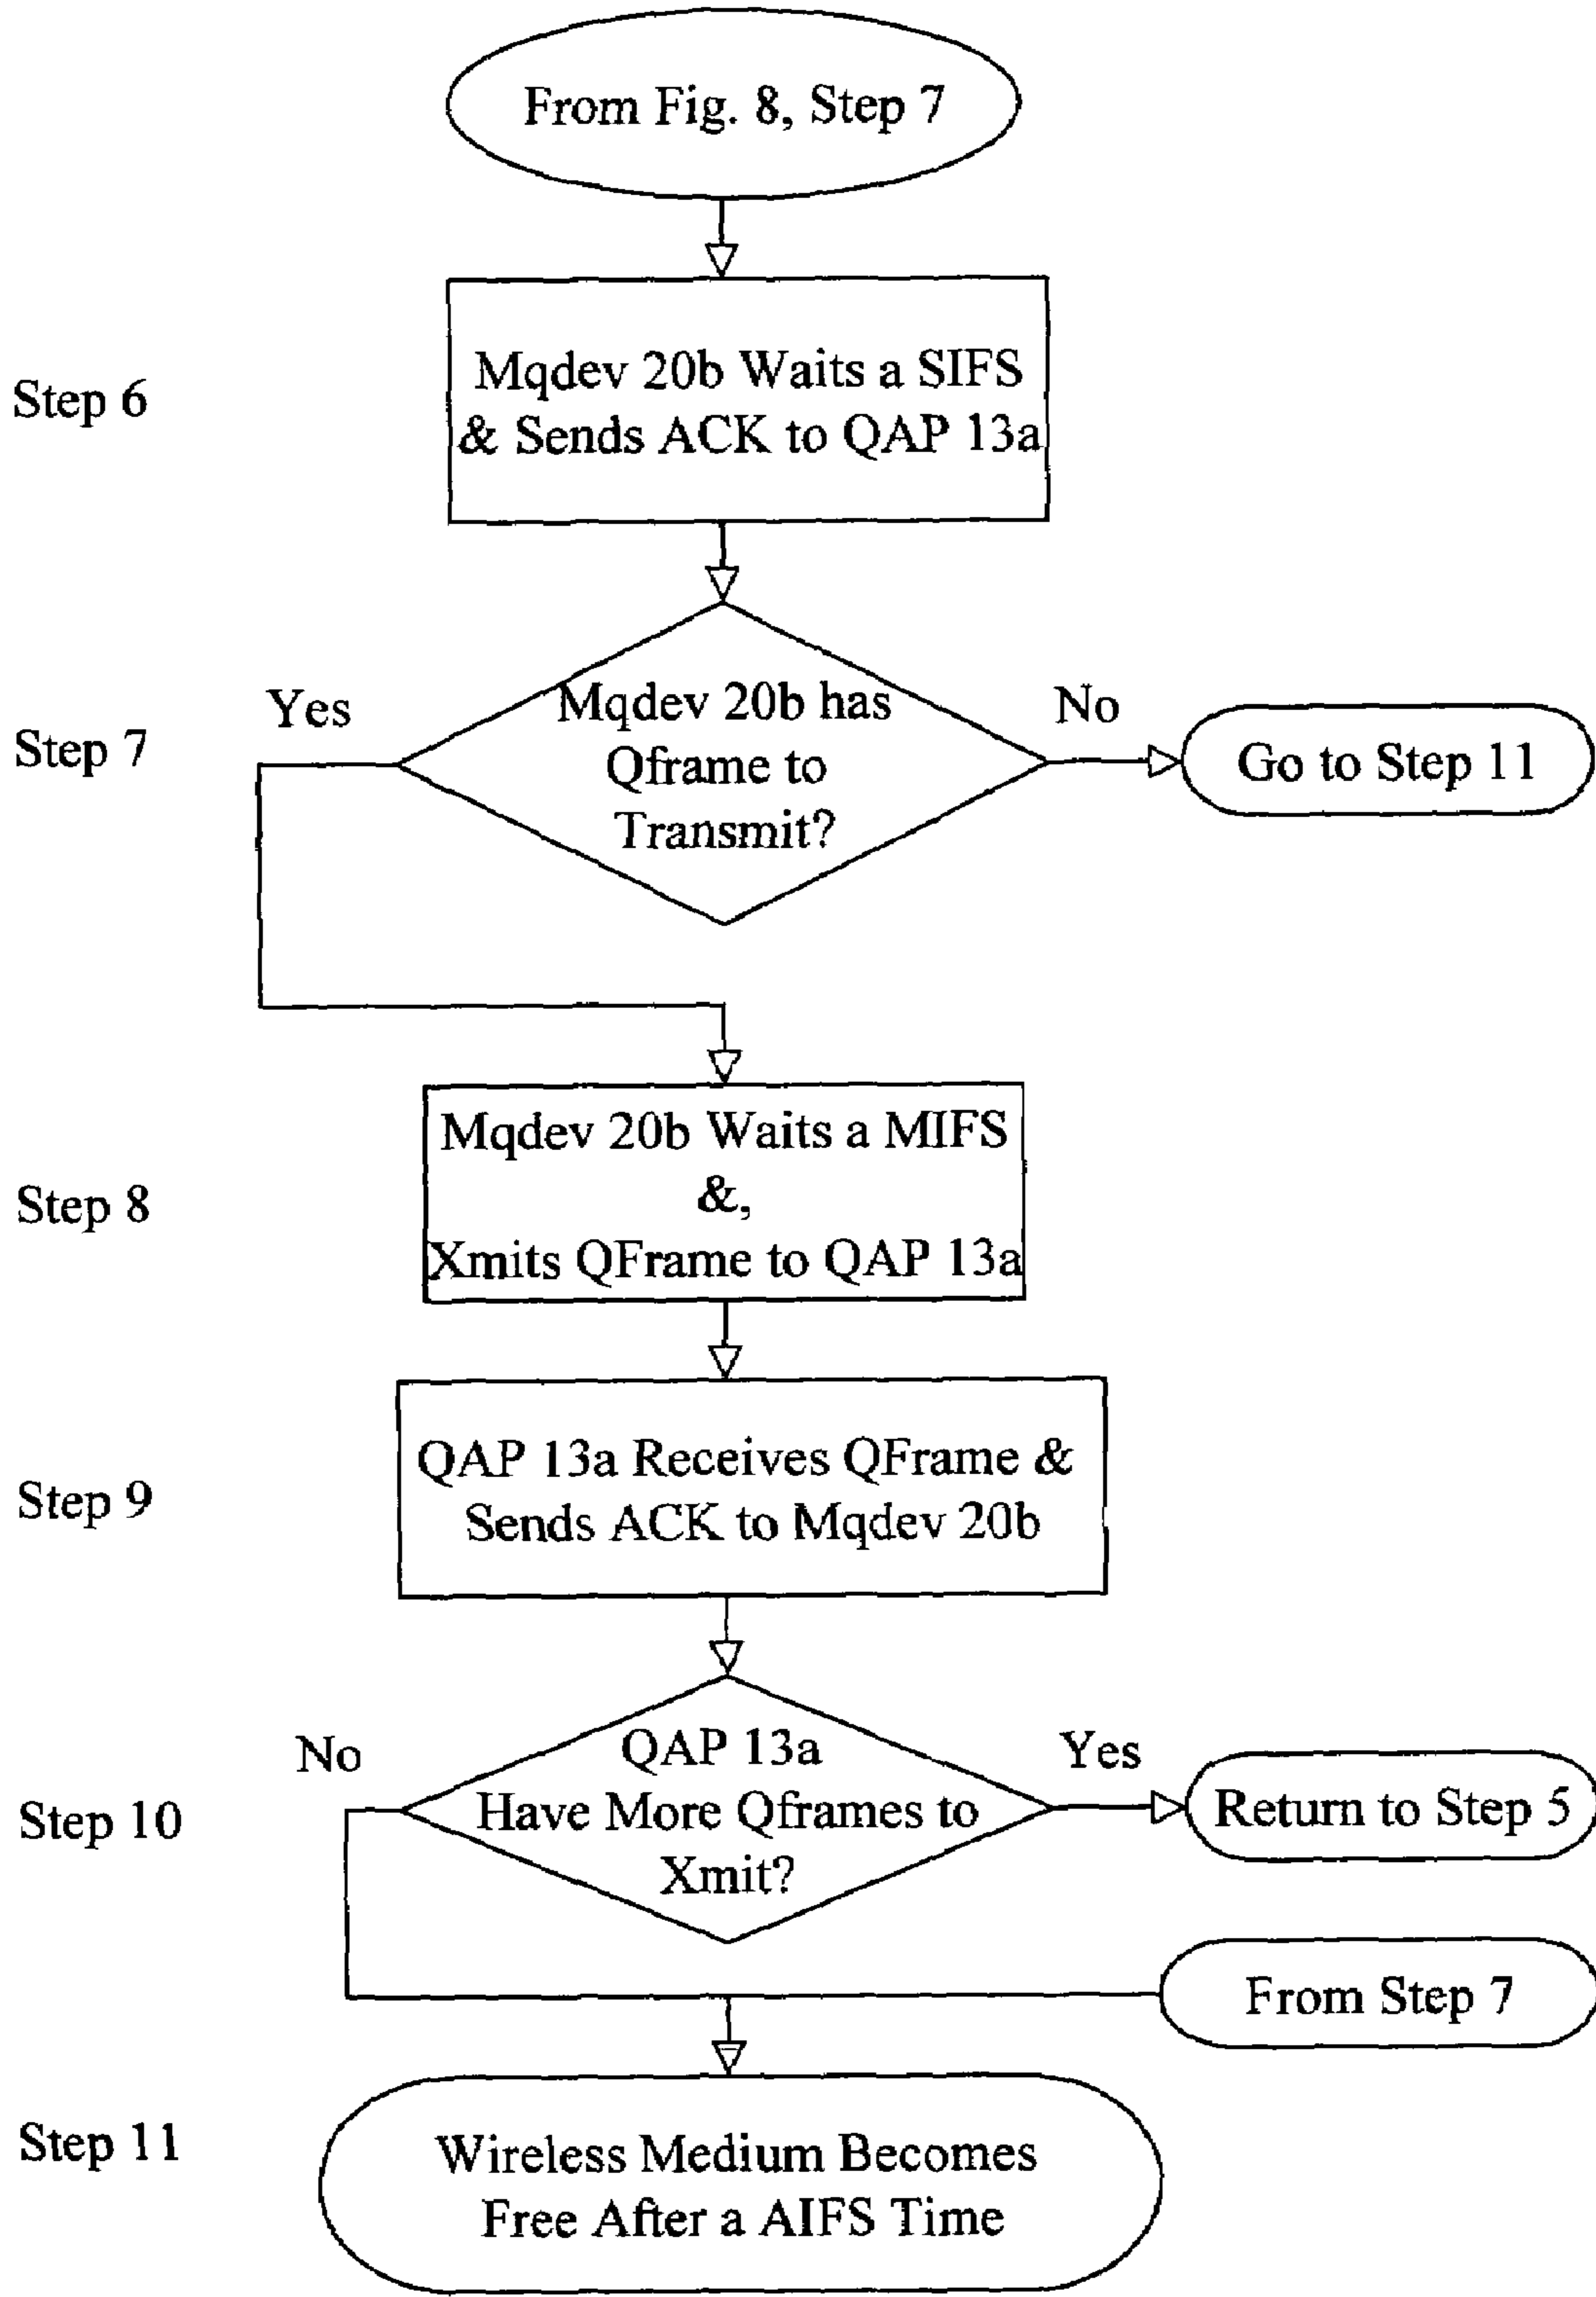 From Fig. 8, Step 7
Step 6
Mqdev 20b Waits a SIFS
& Sends ACK to QAP 13a
Step 7
Yes
Mqdev 20b has
Qframe to
Transmit?
No
Go to Step 11
Step 8
Mqdev 20b Waits a MIFS
&,
Xmits QFrame to QAP 13a
Step 9
QAP 13a Receives QFrame &
Sends ACK to Mqdev 20b
Step 10
No
QAP 13a
Have More Qframes to
Xmit?
Yes
Return to Step 5
From Step 7
Step 11
Wireless Medium Becomes
Free After a AIFS Time